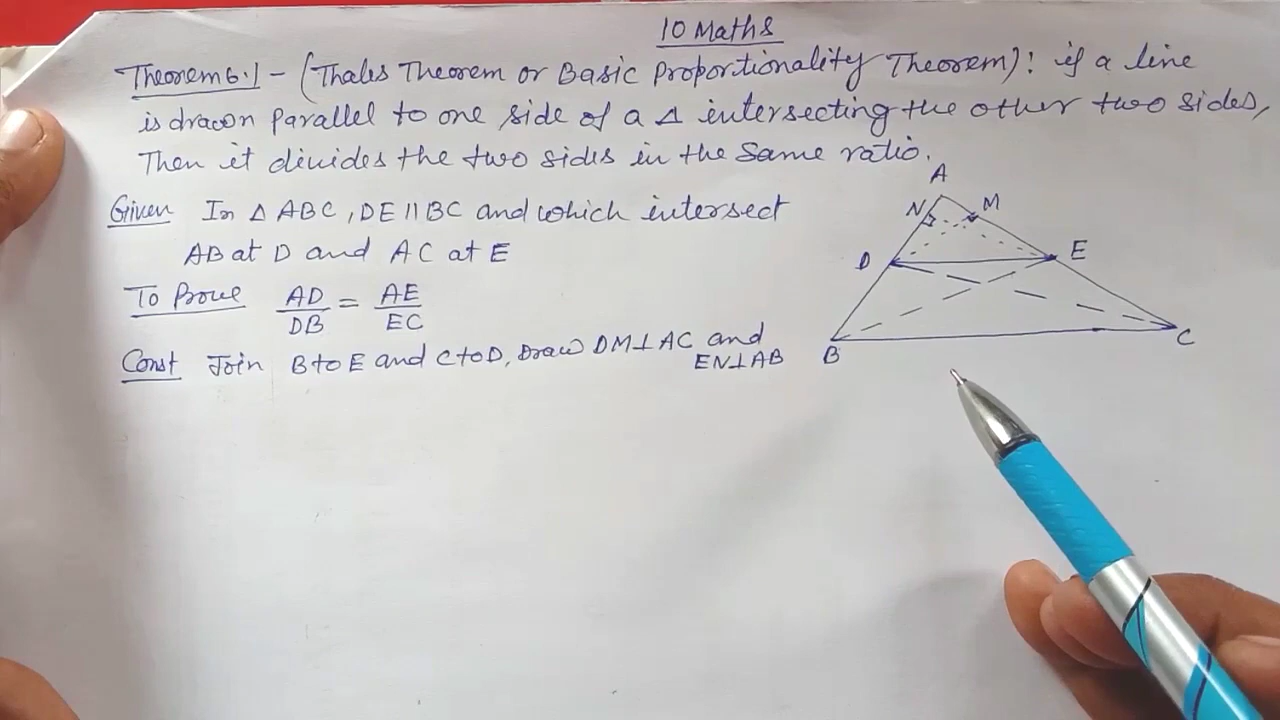 10 Maths
Theorem 6.1 - (Thales Theorem or Basic Proportionality Theorem): if a line
is drawn parallel to one side of a Δ intersecting the other two sides,
Then it divides the two sides in the same ratio.
Given In Δ ABC, DE || BC and which intersect
AB at D and AC at E
To Prove AD/DB = AE/EC
Const Join B to E and C to D, Draw DM⊥AC and
EN⊥AB
A
N M
D E
B C